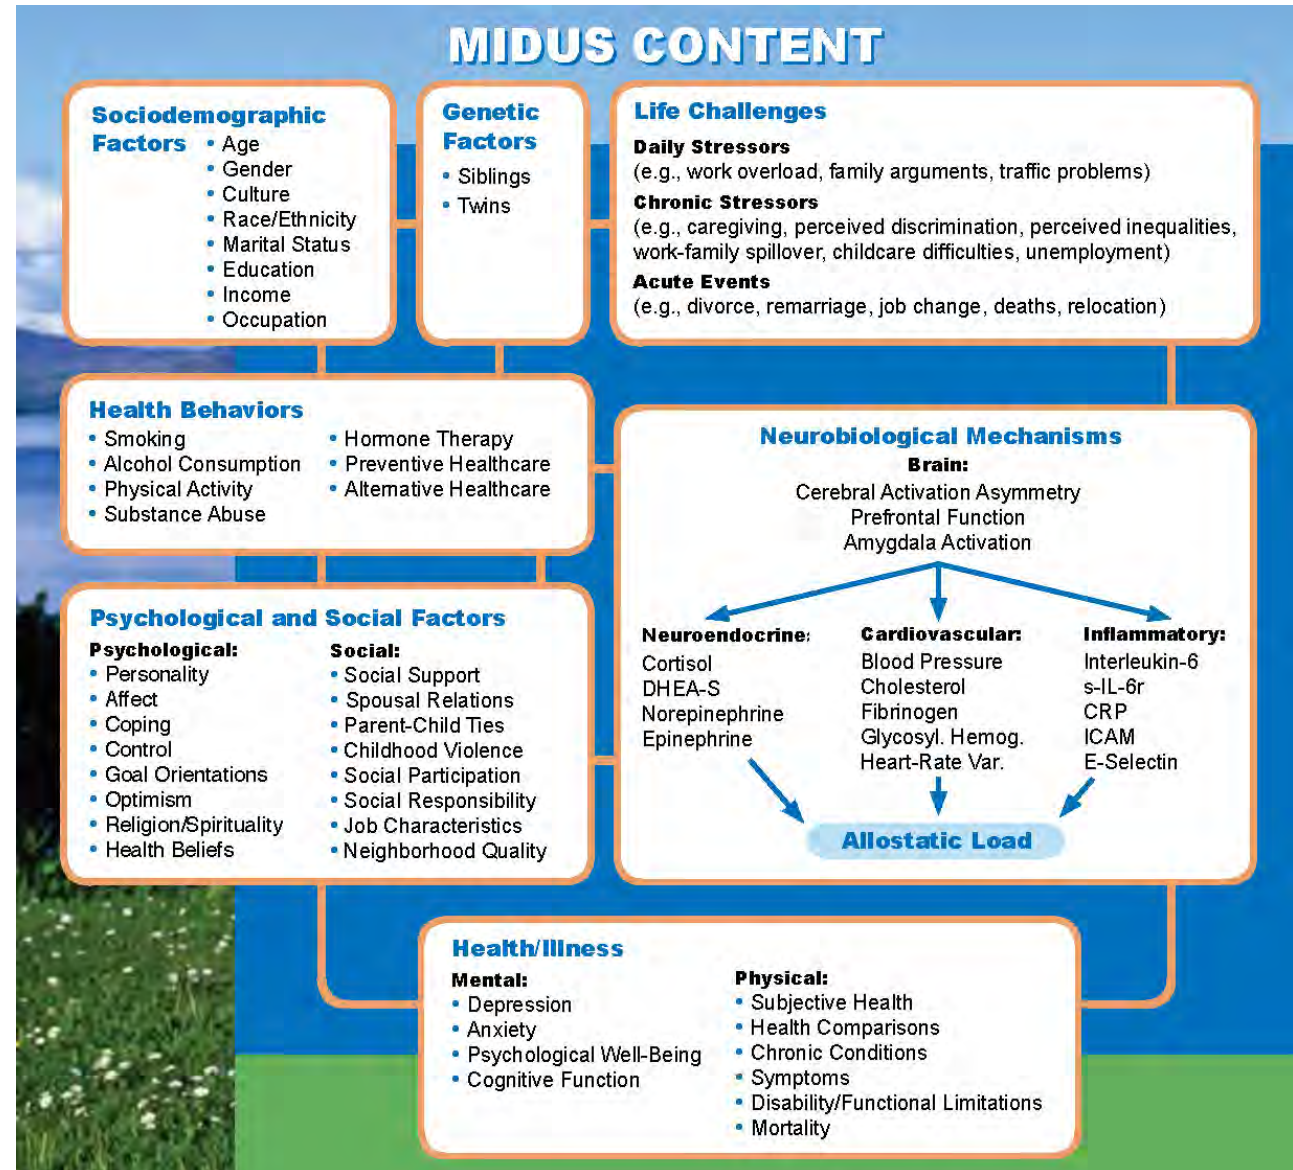 MIDUS CONTENT
Sociodemographic
Factors
• Age
• Gender
• Culture
• Race/Ethnicity
• Marital Status
• Education
• Income
• Occupation
Genetic
Factors
• Siblings
• Twins
Life Challenges
Daily Stressors
(e.g., work overload, family arguments, traffic problems)
Chronic Stressors
(e.g., caregiving, perceived discrimination, perceived inequalities,
work-family spillover, childcare difficulties, unemployment)
Acute Events
(e.g., divorce, remarriage, job change, deaths, relocation)
Health Behaviors
• Smoking
• Alcohol Consumption
• Physical Activity
• Substance Abuse
• Hormone Therapy
• Preventive Healthcare
• Alternative Healthcare
Neurobiological Mechanisms
Brain:
Cerebral Activation Asymmetry
Prefrontal Function
Amygdala Activation
Neuroendocrine:
Cortisol
DHEA-S
Norepinephrine
Epinephrine
Cardiovascular:
Blood Pressure
Cholesterol
Fibrinogen
Glycosyl. Hemog.
Heart-Rate Var.
Inflammatory:
Interleukin-6
s-IL-6r
CRP
ICAM
E-Selectin
Allostatic Load
Psychological and Social Factors
Psychological:
• Personality
• Affect
• Coping
• Control
• Goal Orientations
• Optimism
• Religion/Spirituality
• Health Beliefs
Social:
• Social Support
• Spousal Relations
• Parent-Child Ties
• Childhood Violence
• Social Participation
• Social Responsibility
• Job Characteristics
• Neighborhood Quality
Health/Illness
Mental:
• Depression
• Anxiety
• Psychological Well-Being
• Cognitive Function
Physical:
• Subjective Health
• Health Comparisons
• Chronic Conditions
• Symptoms
• Disability/Functional Limitations
• Mortality